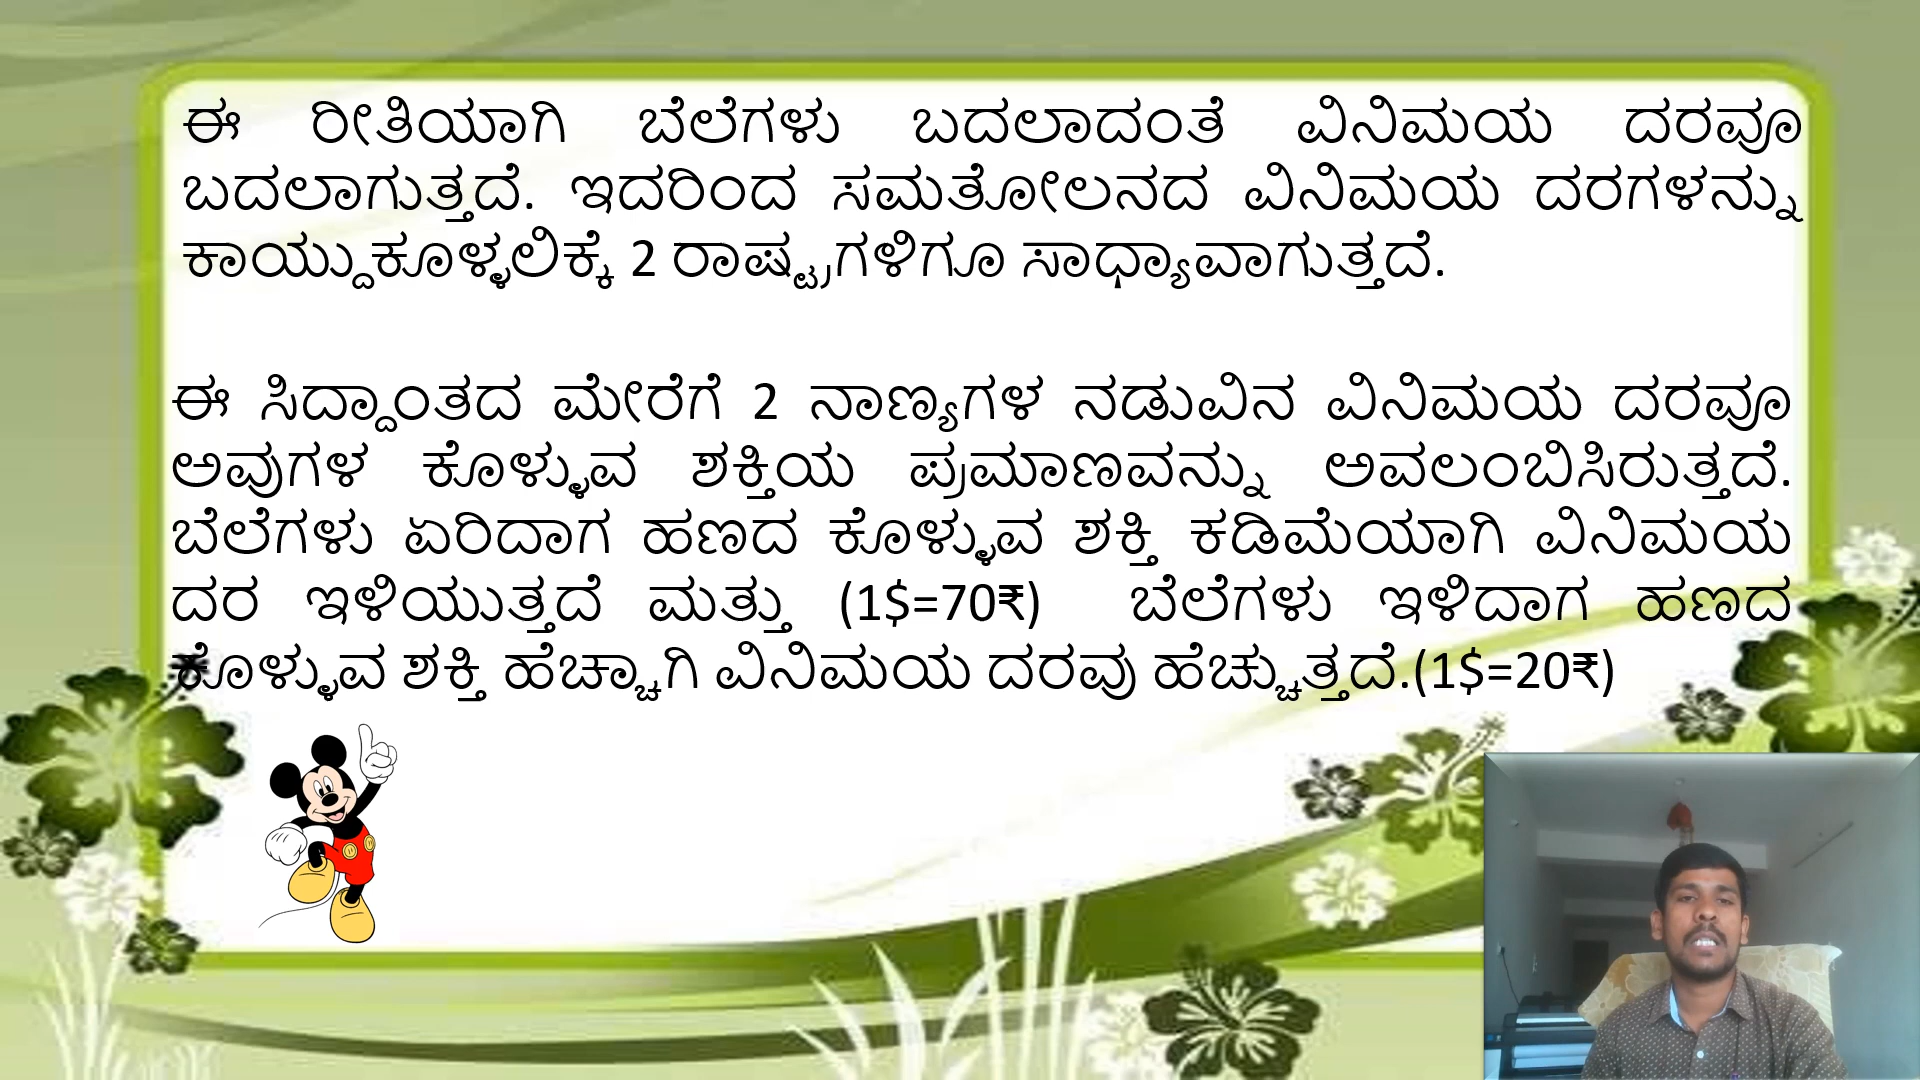 ಈ ರೀತಿಯಾಗಿ ಬೆಲೆಗಳು ಬದಲಾದಂತೆ ವಿನಿಮಯ ದರವೂ
ಬದಲಾಗುತ್ತದೆ. ಇದರಿಂದ ಸಮತೋಲನದ ವಿನಿಮಯ ದರಗಳನ್ನು
ಕಾಯ್ದುಕೂಳ್ಳಲಿಕ್ಕೆ 2 ರಾಷ್ಟ್ರಗಳಿಗೂ ಸಾಧ್ಯಾವಾಗುತ್ತದೆ.
ಈ ಸಿದ್ದಾಂತದ ಮೇರೆಗೆ 2 ನಾಣ್ಯಗಳ ನಡುವಿನ ವಿನಿಮಯ ದರವೂ
ಅವುಗಳ ಕೊಳ್ಳುವ ಶಕ್ತಿಯ ಪ್ರಮಾಣವನ್ನು ಅವಲಂಬಿಸಿರುತ್ತದೆ.
ಬೆಲೆಗಳು ಏರಿದಾಗ ಹಣದ ಕೊಳ್ಳುವ ಶಕ್ತಿ ಕಡಿಮೆಯಾಗಿ ವಿನಿಮಯ
ದರ ಇಳಿಯುತ್ತದೆ ಮತ್ತು (1$=70₹) ಬೆಲೆಗಳು ಇಳಿದಾಗ ಹಣದ
ಕೊಳ್ಳುವ ಶಕ್ತಿ ಹೆಚ್ಚಾಗಿ ವಿನಿಮಯ ದರವು ಹೆಚ್ಚುತ್ತದೆ.(1$=20₹)